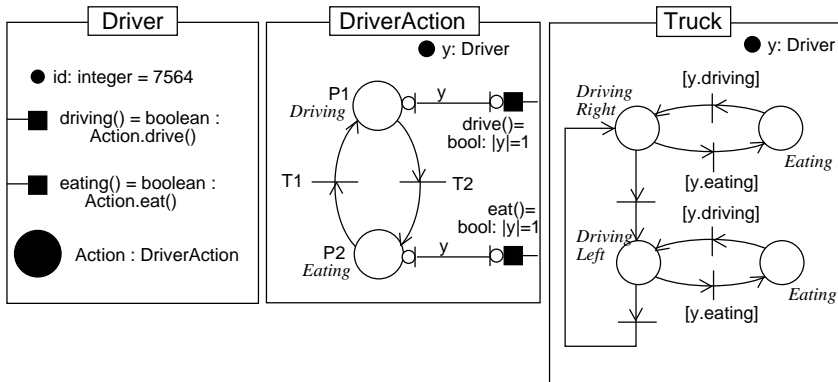 Driver
id: integer = 7564
driving() = boolean :
Action.drive()
eating() = boolean :
Action.eat()
Action : DriverAction
DriverAction
y: Driver
P1
Driving
y
drive()=
bool: |y|=1
T1
T2
eat()=
bool: |y|=1
P2
Eating
y
Truck
y: Driver
[y.driving]
Driving
Right
Eating
[y.eating]
[y.driving]
Driving
Left
Eating
[y.eating]